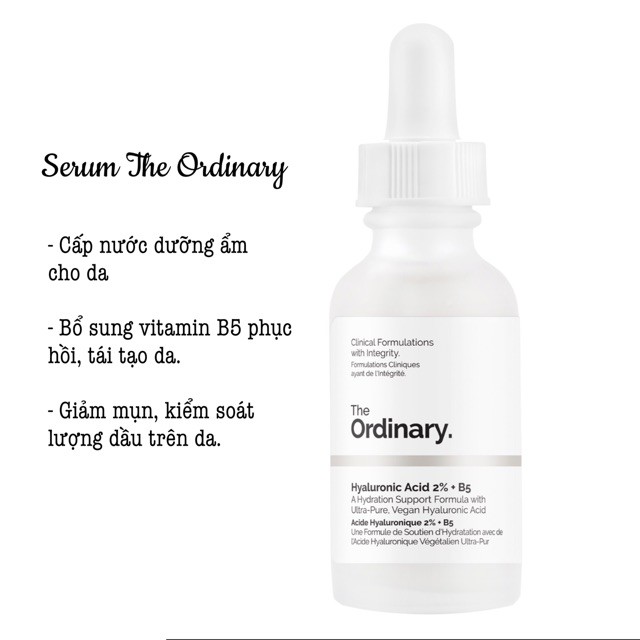 Serum The Ordinary
- Cấp nước dưỡng ẩm
cho da
- Bổ sung vitamin B5 phục
hồi, tái tạo da.
- Giảm mụn, kiểm soát
lượng dầu trên da.
Clinical Formulations
with Integrity.
Formulations Cliniques
ayant de l'Intégrité.
The
Ordinary.
Hyaluronic Acid 2% + B5
A Hydration Support Formula with
Ultra-Pure, Vegan Hyaluronic Acid
Acide Hyaluronique 2% + B5
Une Formule de Soutien d'Hydratation avec de
l'Acide Hyaluronique Végétalien Ultra-Pur